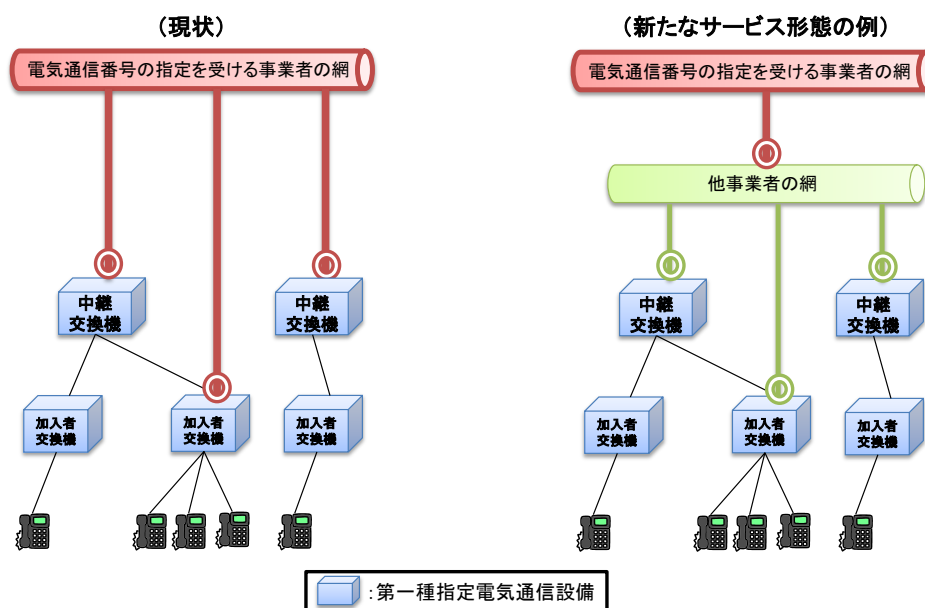 (現状)
電気通信番号の指定を受ける事業者の網
中継
交換機
中継
交換機
加入者
交換機
加入者
交換機
加入者
交換機
(新たなサービス形態の例)
電気通信番号の指定を受ける事業者の網
他事業者の網
中継
交換機
中継
交換機
加入者
交換機
加入者
交換機
加入者
交換機
:第一種指定電気通信設備